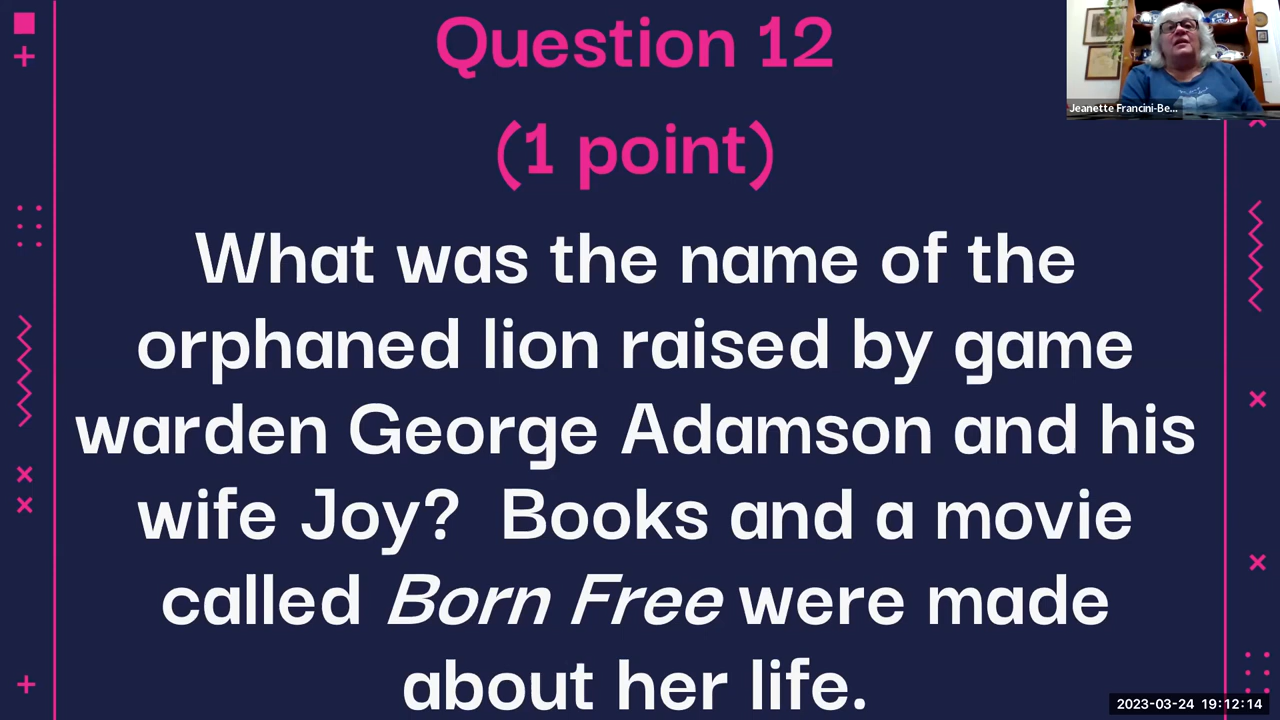 Question 12
(1 point)
What was the name of the
orphaned lion raised by game
warden George Adamson and his
wife Joy?  Books and a movie
called Born Free were made
about her life.
Jeanette Francini-Be...
2023-03-24 19:12:14